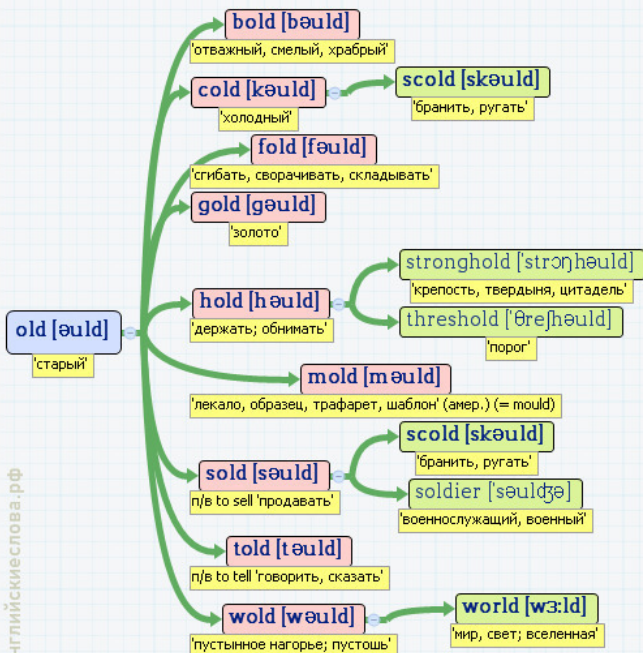 bold [bəuld]
'отважный, смелый, храбрый'
cold [kəuld]
'холодный'
scold [skəuld]
'бранить, ругать'
fold [fəuld]
'сгибать, сворачивать, складывать'
gold [gəuld]
'золото'
old [əuld]
'старый'
hold [həuld]
'держать; обнимать'
stronghold ['strɔŋhəuld]
'крепость, твердыня, цитадель'
threshold ['θreʃhəuld]
'порог'
mold [məuld]
'лекало, образец, трафарет, шаблон' (амер.) (= mould)
sold [səuld]
п/в to sell 'продавать'
scold [skəuld]
'бранить, ругать'
soldier ['səulʤə]
'военнослужащий, военный'
told [təuld]
п/в to tell 'говорить, сказать'
wold [wəuld]
'пустынное нагорье; пустошь'
world [wɜ:ld]
'мир, свет; вселенная'
нглийскиеслова.рф